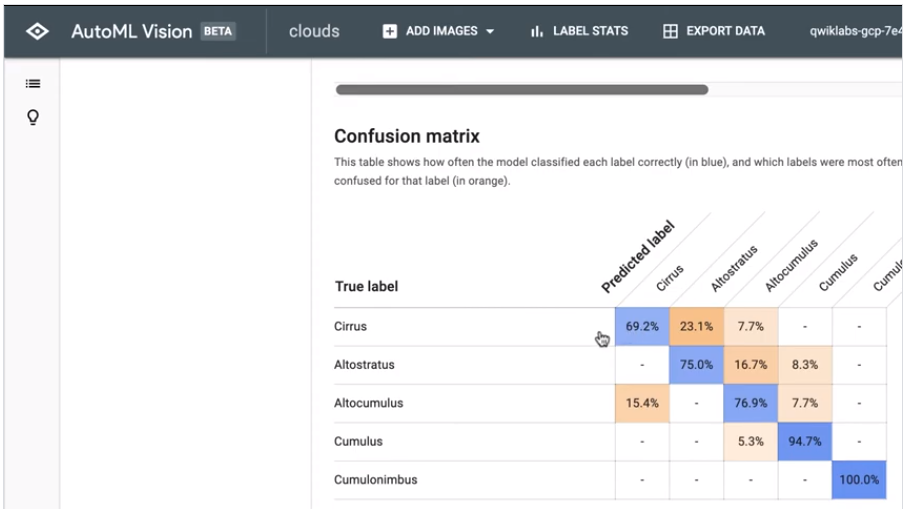 AutoML Vision BETA clouds ADD IMAGES LABEL STATS EXPORT DATA qwiklabs-gcp-7e4
Confusion matrix
This table shows how often the model classified each label correctly (in blue), and which labels were most often
confused for that label (in orange).
True label Predicted label Cirrus Altostratus Altocumulus Cumulus Cumul
Cirrus 69.2% 23.1% 7.7% - -
Altostratus - 75.0% 16.7% 8.3% -
Altocumulus 15.4% - 76.9% 7.7% -
Cumulus - - 5.3% 94.7% -
Cumulonimbus - - - - 100.0%